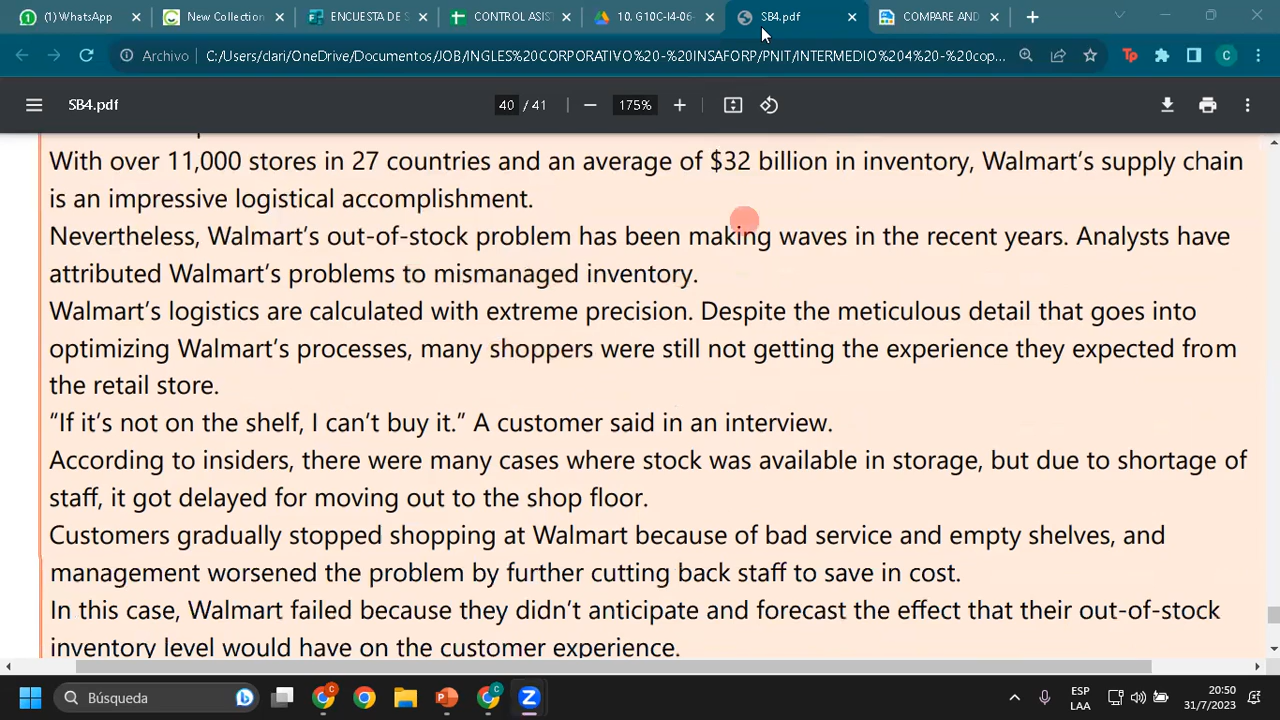 (1) WhatsApp
New Collection
ENCUESTA DE S
CONTROL ASIS
10. G10C-I4-06-
SB4.pdf
COMPARE AND
Archivo C:/Users/clari/OneDrive/Documentos/JOB/INGLES%20CORPORATIVO%20-%20INSAFORP/PNIT/INTERMEDIO%204%20-%20cop... C
SB4.pdf 40 / 41 175%
With over 11,000 stores in 27 countries and an average of $32 billion in inventory, Walmart's supply chain
is an impressive logistical accomplishment.
Nevertheless, Walmart's out-of-stock problem has been making waves in the recent years. Analysts have
attributed Walmart's problems to mismanaged inventory.
Walmart's logistics are calculated with extreme precision. Despite the meticulous detail that goes into
optimizing Walmart's processes, many shoppers were still not getting the experience they expected from
the retail store.
“If it's not on the shelf, I can't buy it.” A customer said in an interview.
According to insiders, there were many cases where stock was available in storage, but due to shortage of
staff, it got delayed for moving out to the shop floor.
Customers gradually stopped shopping at Walmart because of bad service and empty shelves, and
management worsened the problem by further cutting back staff to save in cost.
In this case, Walmart failed because they didn't anticipate and forecast the effect that their out-of-stock
inventory level would have on the customer experience.
Búsqueda
ESP
LAA
20:50
31/7/2023